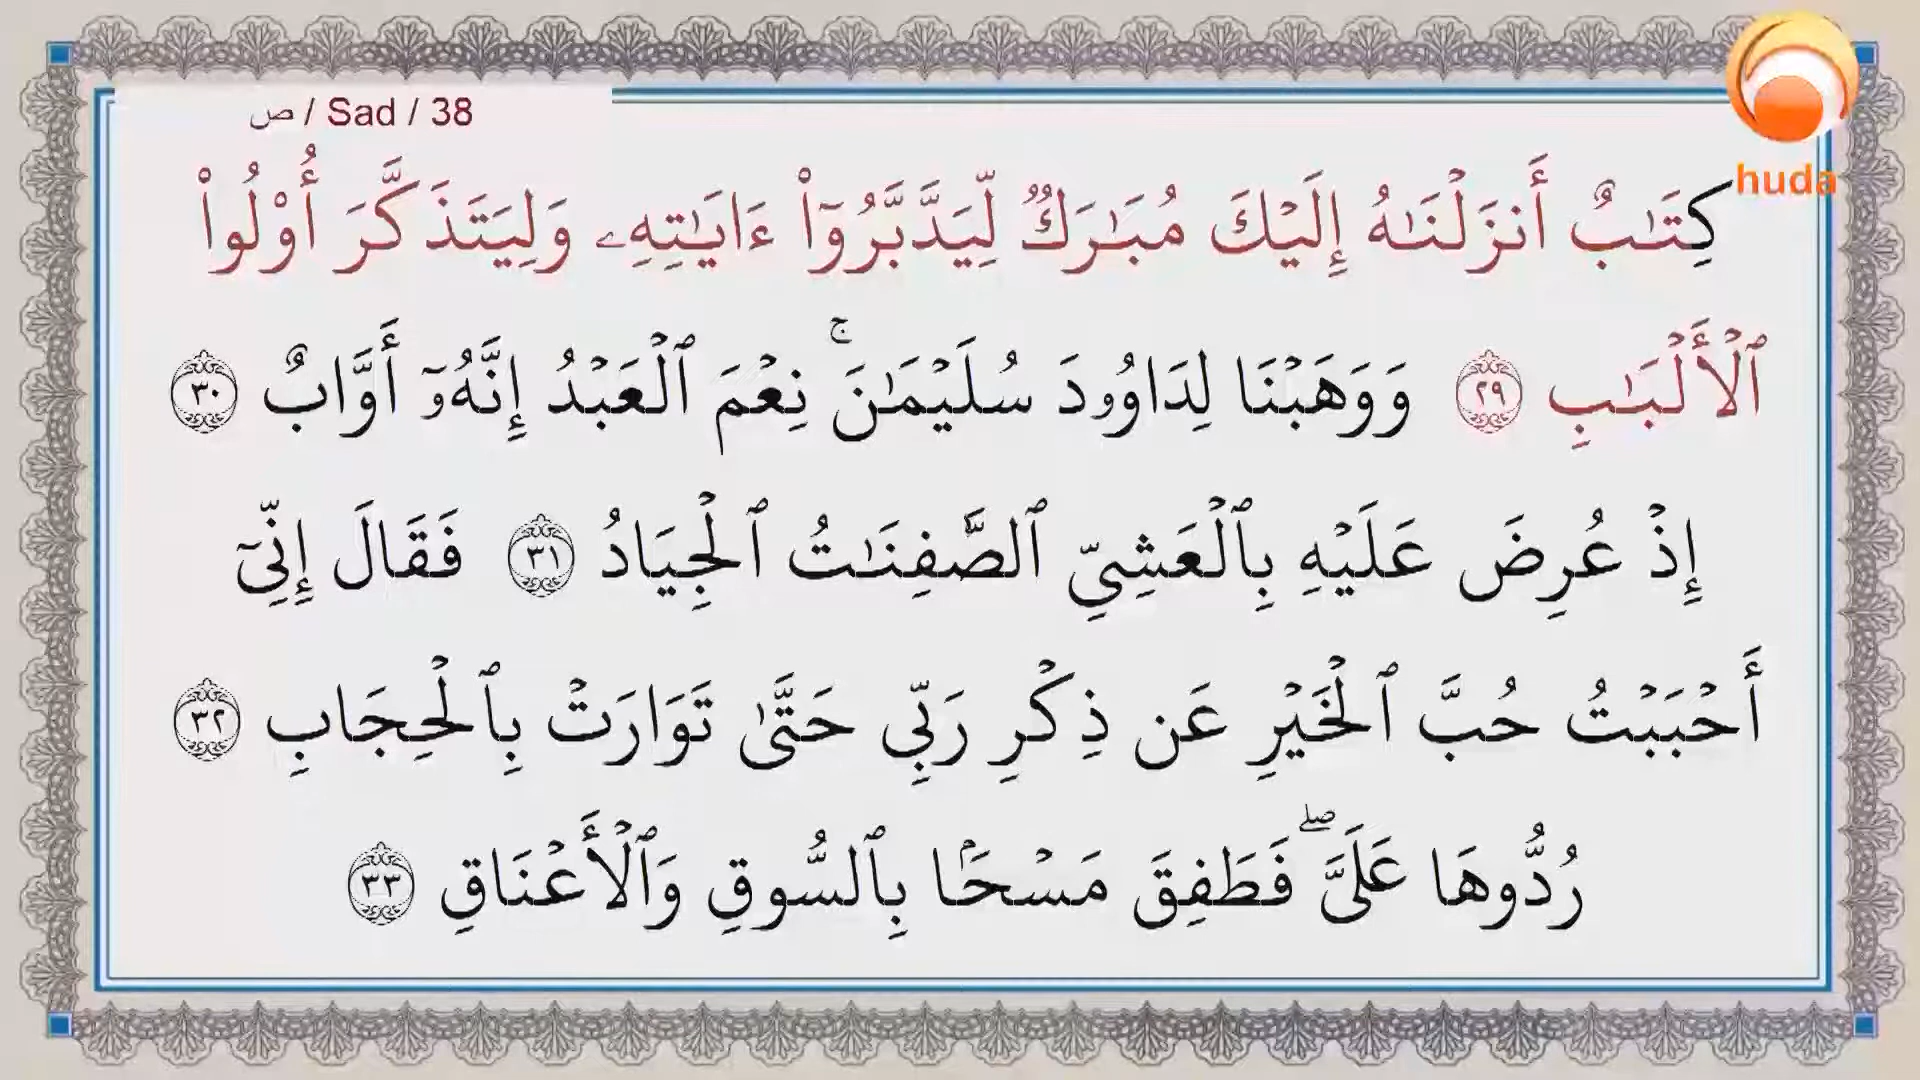 ص / Sad / 38
huda
كِتَٰبٌ أَنزَلْنَٰهُ إِلَيْكَ مُبَٰرَكٌ لِّيَدَّبَّرُوٓا۟ ءَايَٰتِهِۦ وَلِيَتَذَكَّرَ أُو۟لُوا۟
ٱلْأَلْبَٰبِ ٢٩ وَوَهَبْنَا لِدَاوُۥدَ سُلَيْمَٰنَ ۚ نِعْمَ ٱلْعَبْدُ إِنَّهُۥٓ أَوَّابٌ ٣٠
إِذْ عُرِضَ عَلَيْهِ بِٱلْعَشِىِّ ٱلصَّٰفِنَٰتُ ٱلْجِيَادُ ٣١ فَقَالَ إِنِّىٓ
أَحْبَبْتُ حُبَّ ٱلْخَيْرِ عَن ذِكْرِ رَبِّى حَتَّىٰ تَوَارَتْ بِٱلْحِجَابِ ٣٢
رُدُّوهَا عَلَىَّ ۖ فَطَفِقَ مَسْحًۢا بِٱلسُّوقِ وَٱلْأَعْنَاقِ ٣٣